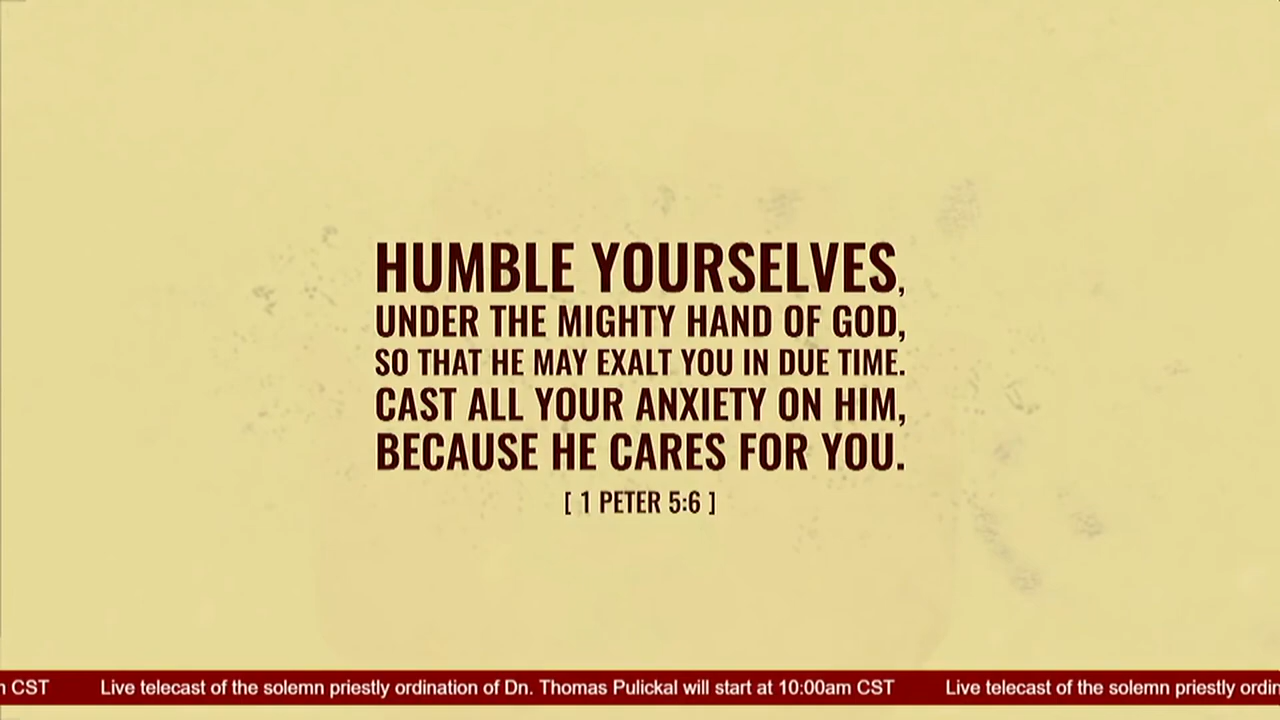 HUMBLE YOURSELVES,
UNDER THE MIGHTY HAND OF GOD,
SO THAT HE MAY EXALT YOU IN DUE TIME.
CAST ALL YOUR ANXIETY ON HIM,
BECAUSE HE CARES FOR YOU.
[ 1 PETER 5:6 ]
CST Live telecast of the solemn priestly ordination of Dn. Thomas Pulickal will start at 10:00am CST Live telecast of the solemn priestly